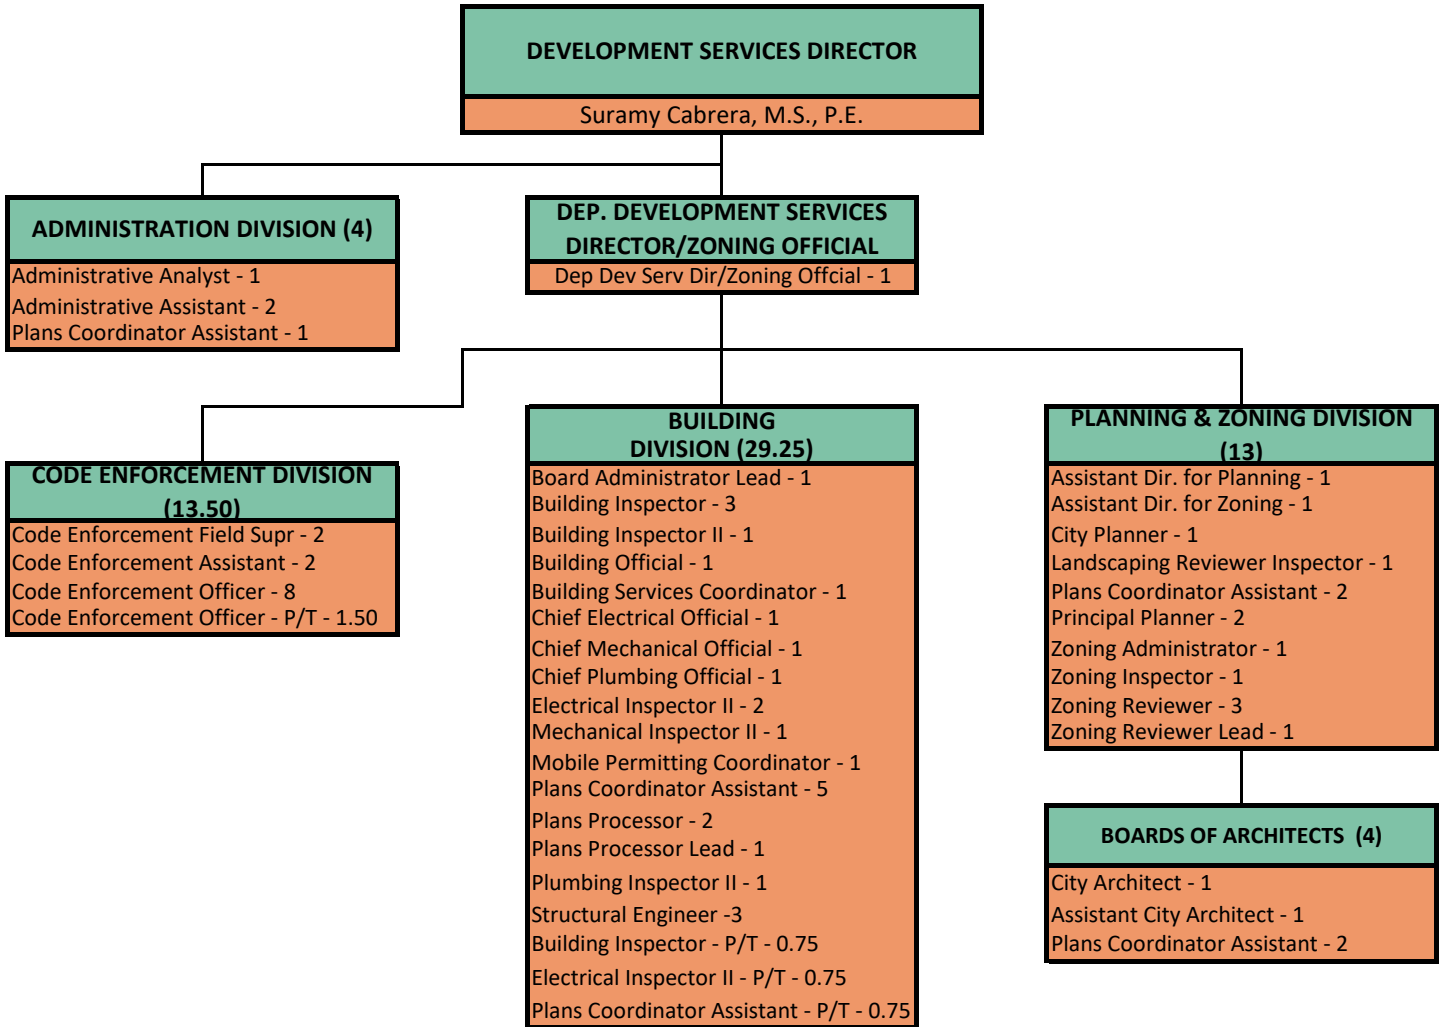 DEVELOPMENT SERVICES DIRECTOR
Suramy Cabrera, M.S., P.E.
ADMINISTRATION DIVISION (4)
Administrative Analyst - 1
Administrative Assistant - 2
Plans Coordinator Assistant - 1
DEP. DEVELOPMENT SERVICES
DIRECTOR/ZONING OFFICIAL
Dep Dev Serv Dir/Zoning Offcial - 1
CODE ENFORCEMENT DIVISION
(13.50)
Code Enforcement Field Supr - 2
Code Enforcement Assistant - 2
Code Enforcement Officer - 8
Code Enforcement Officer - P/T - 1.50
BUILDING
DIVISION (29.25)
Board Administrator Lead - 1
Building Inspector - 3
Building Inspector II - 1
Building Official - 1
Building Services Coordinator - 1
Chief Electrical Official - 1
Chief Mechanical Official - 1
Chief Plumbing Official - 1
Electrical Inspector II - 2
Mechanical Inspector II - 1
Mobile Permitting Coordinator - 1
Plans Coordinator Assistant - 5
Plans Processor - 2
Plans Processor Lead - 1
Plumbing Inspector II - 1
Structural Engineer -3
Building Inspector - P/T - 0.75
Electrical Inspector II - P/T - 0.75
Plans Coordinator Assistant - P/T - 0.75
PLANNING & ZONING DIVISION
(13)
Assistant Dir. for Planning - 1
Assistant Dir. for Zoning - 1
City Planner - 1
Landscaping Reviewer Inspector - 1
Plans Coordinator Assistant - 2
Principal Planner - 2
Zoning Administrator - 1
Zoning Inspector - 1
Zoning Reviewer - 3
Zoning Reviewer Lead - 1
BOARDS OF ARCHITECTS (4)
City Architect - 1
Assistant City Architect - 1
Plans Coordinator Assistant - 2